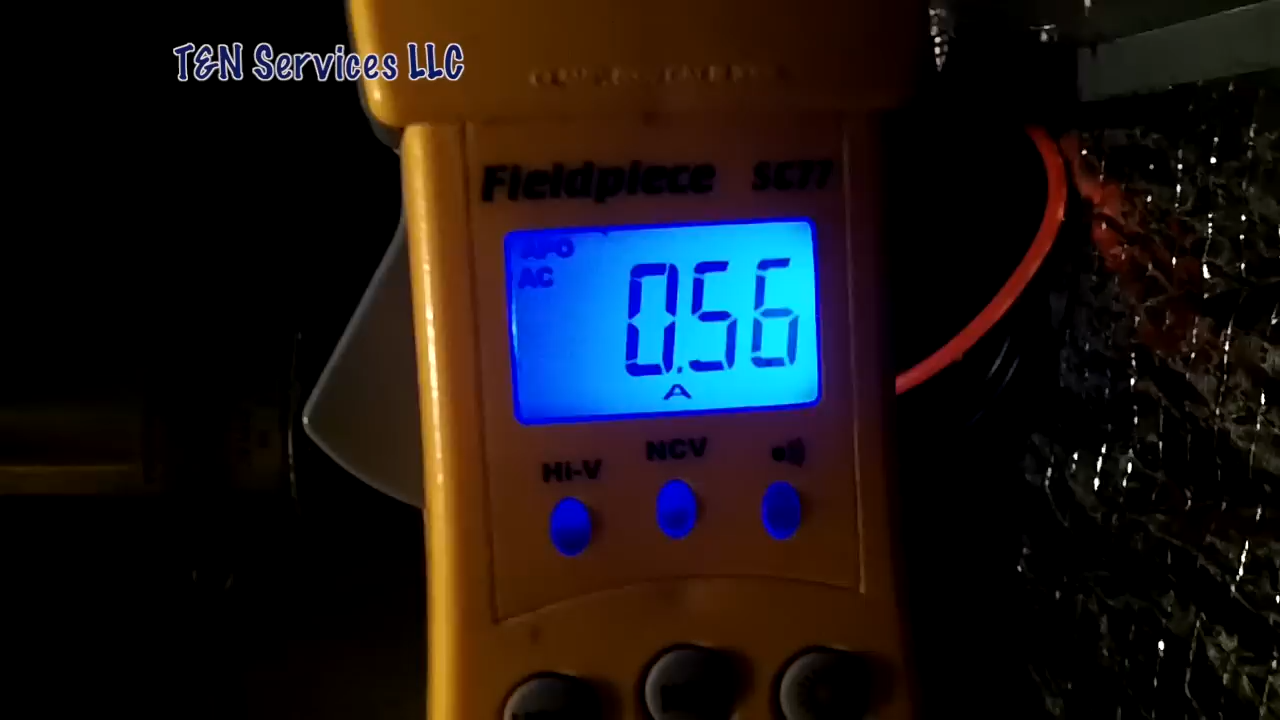 T&N Services LLC
Fieldpiece SC77
APO
AC
0.56
A
Hi-V NCV